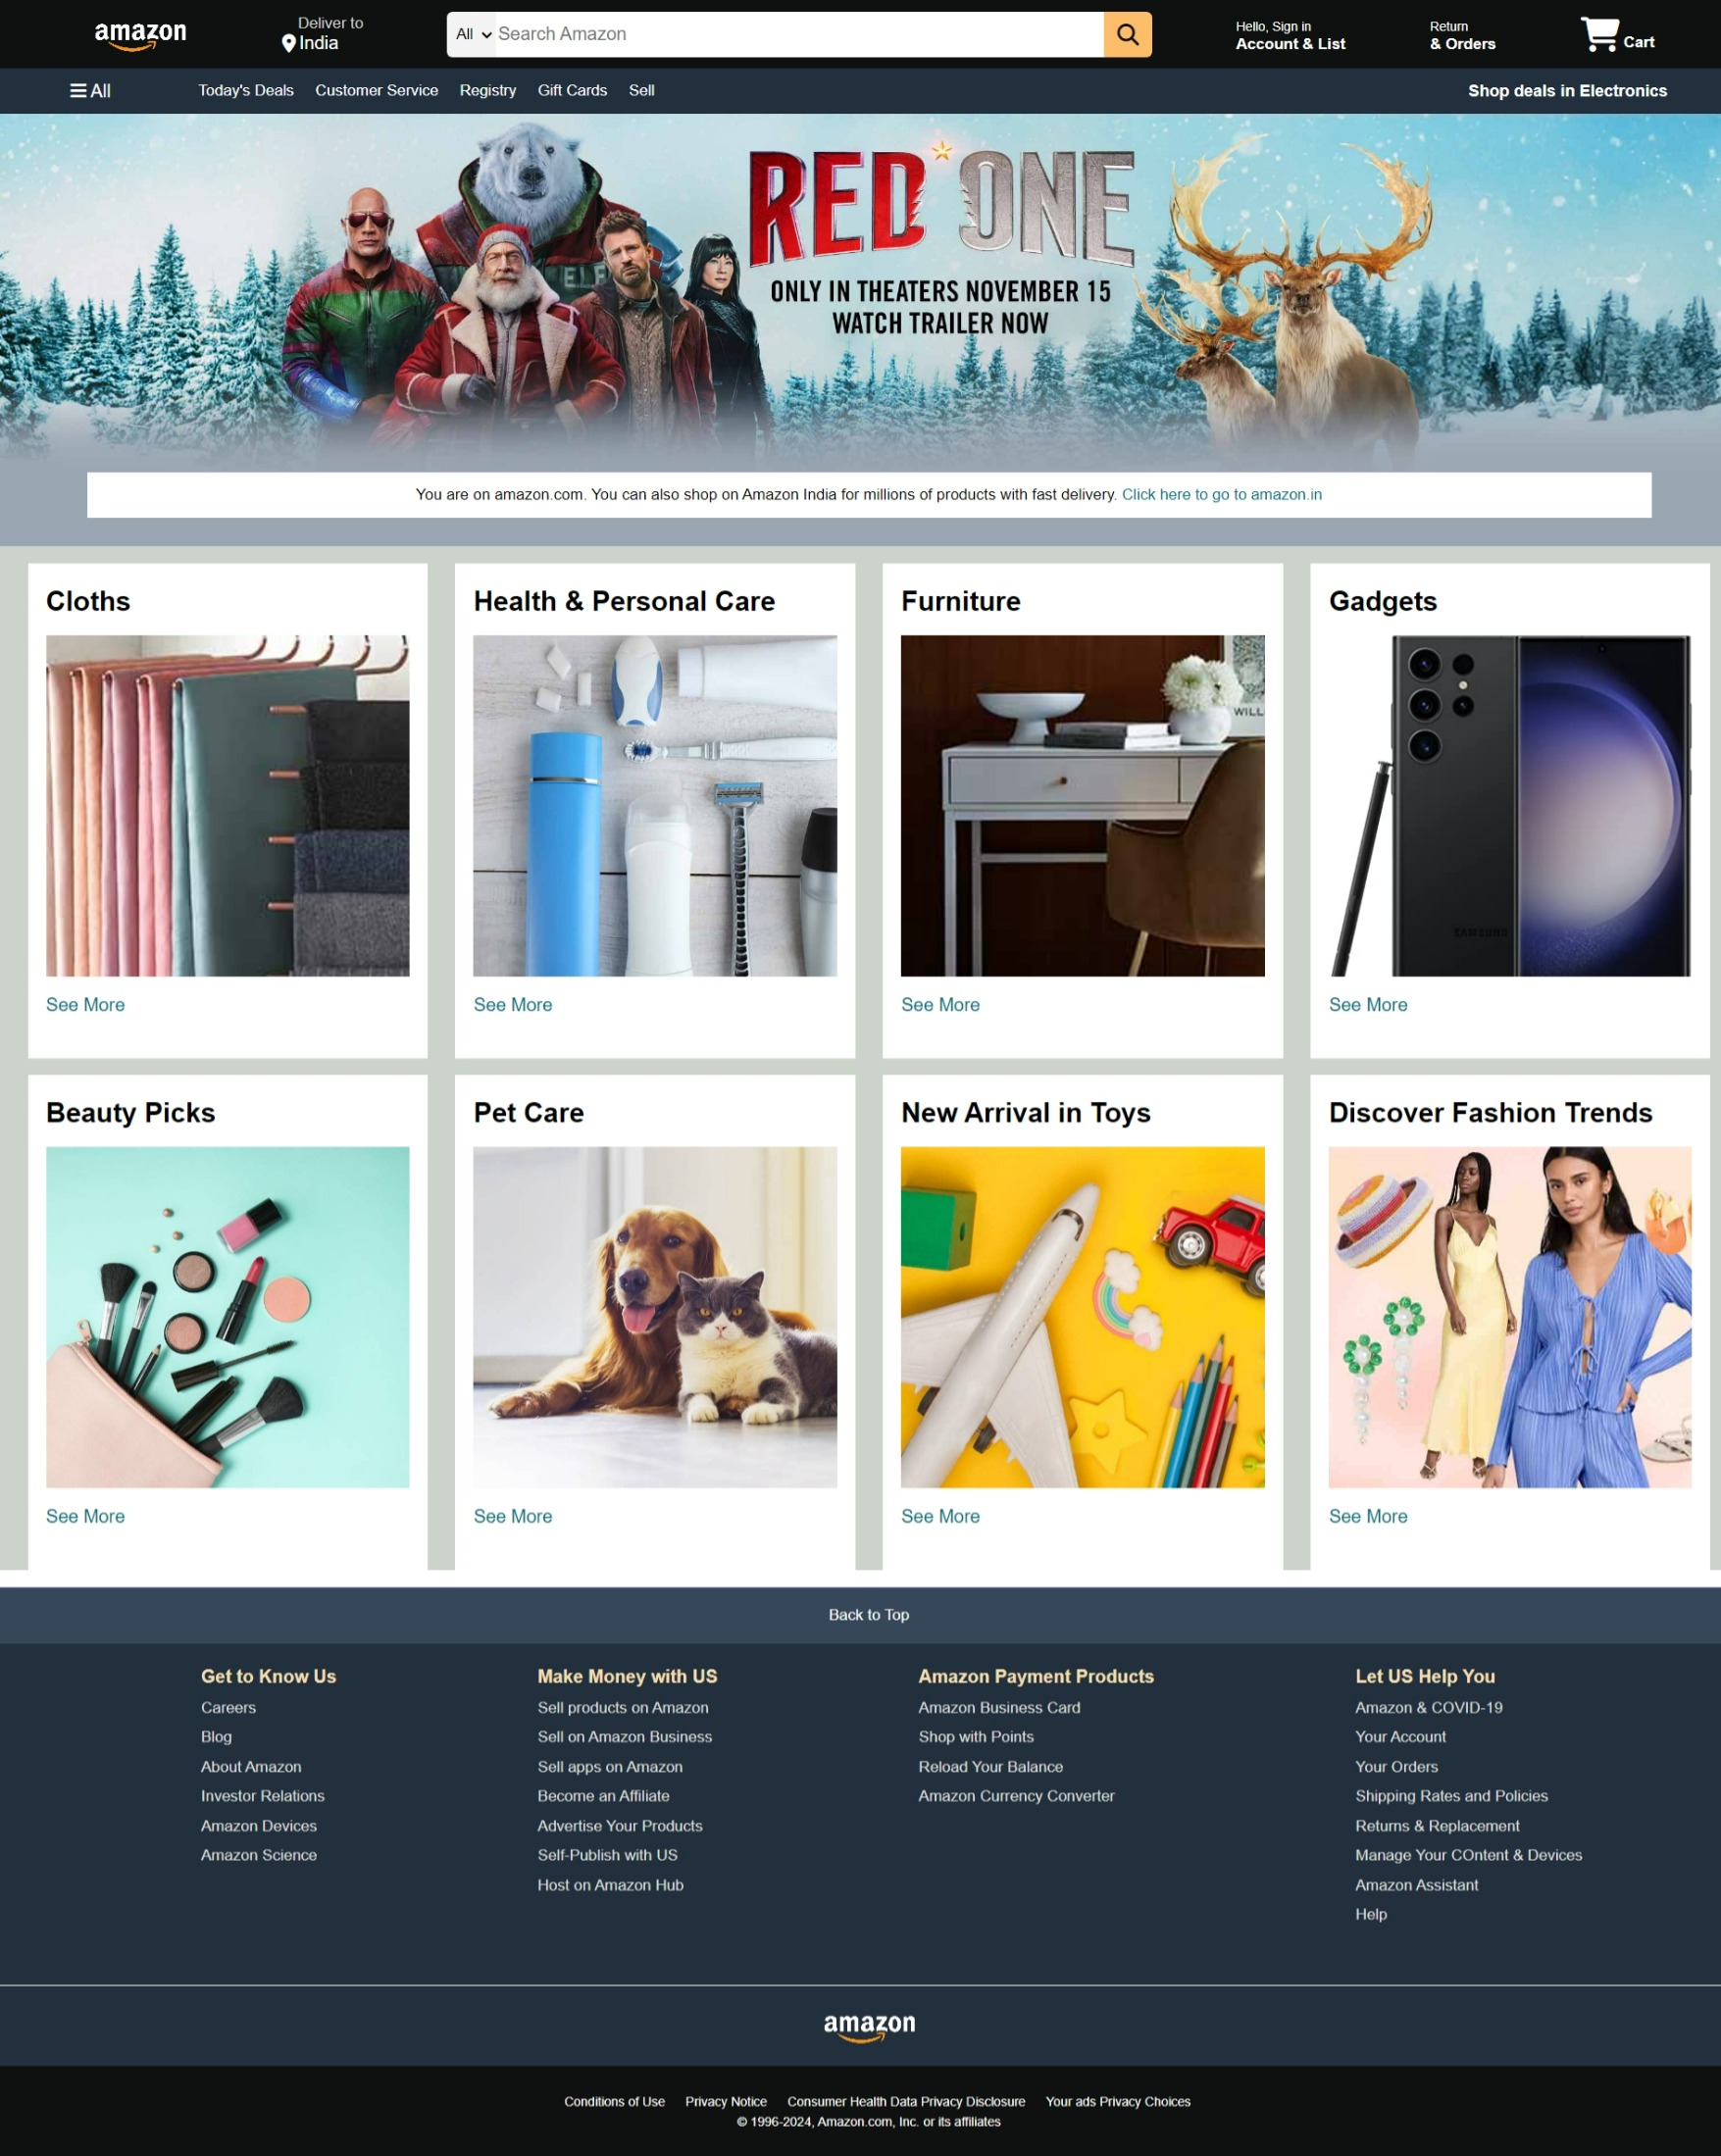 amazon
Deliver to
India
All
Search Amazon
Hello, Sign in
Account & List
Return
& Orders
Cart
All
Today's Deals
Customer Service
Registry
Gift Cards
Sell
Shop deals in Electronics
RED ONE
ONLY IN THEATERS NOVEMBER 15
WATCH TRAILER NOW
You are on amazon.com. You can also shop on Amazon India for millions of products with fast delivery. Click here to go to amazon.in
Cloths
Health & Personal Care
Furniture
Gadgets
WILL
SAMSUNG
See More
See More
See More
See More
Beauty Picks
Pet Care
New Arrival in Toys
Discover Fashion Trends
See More
See More
See More
See More
Back to Top
Get to Know Us
Careers
Blog
About Amazon
Investor Relations
Amazon Devices
Amazon Science
Make Money with US
Sell products on Amazon
Sell on Amazon Business
Sell apps on Amazon
Become an Affiliate
Advertise Your Products
Self-Publish with US
Host on Amazon Hub
Amazon Payment Products
Amazon Business Card
Shop with Points
Reload Your Balance
Amazon Currency Converter
Let US Help You
Amazon & COVID-19
Your Account
Your Orders
Shipping Rates and Policies
Returns & Replacement
Manage Your COntent & Devices
Amazon Assistant
Help
amazon
Conditions of Use
Privacy Notice
Consumer Health Data Privacy Disclosure
Your ads Privacy Choices
© 1996-2024, Amazon.com, Inc. or its affiliates